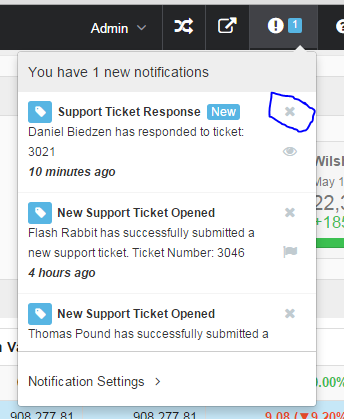 Admin
1
You have 1 new notifications
Support Ticket Response New
Daniel Biedzen has responded to ticket:
3021
10 minutes ago
New Support Ticket Opened
Flash Rabbit has successfully submitted a
new support ticket. Ticket Number: 3046
4 hours ago
New Support Ticket Opened
Thomas Pound has successfully submitted a
Notification Settings
Wilsh
May 1
22,3
+185
n Va
0.00%
908,277.81
908,277.81
9.08 (▼9.20%